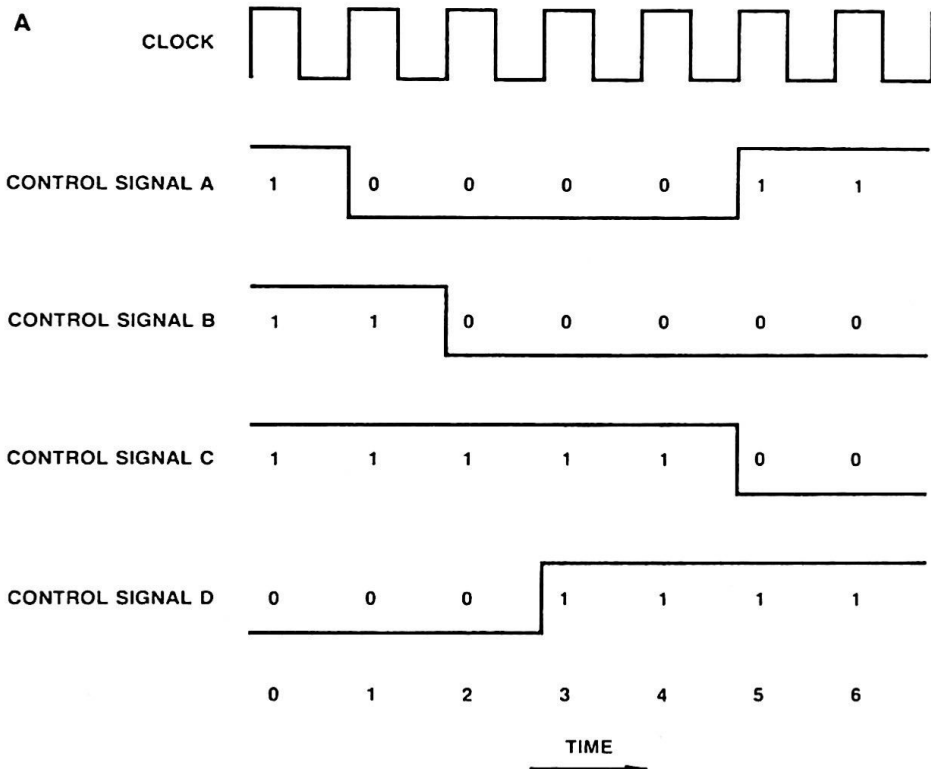 A
CLOCK
CONTROL SIGNAL A 1 0 0 0 0 1 1
CONTROL SIGNAL B 1 1 0 0 0 0 0
CONTROL SIGNAL C 1 1 1 1 1 0 0
CONTROL SIGNAL D 0 0 0 1 1 1 1
0 1 2 3 4 5 6
TIME